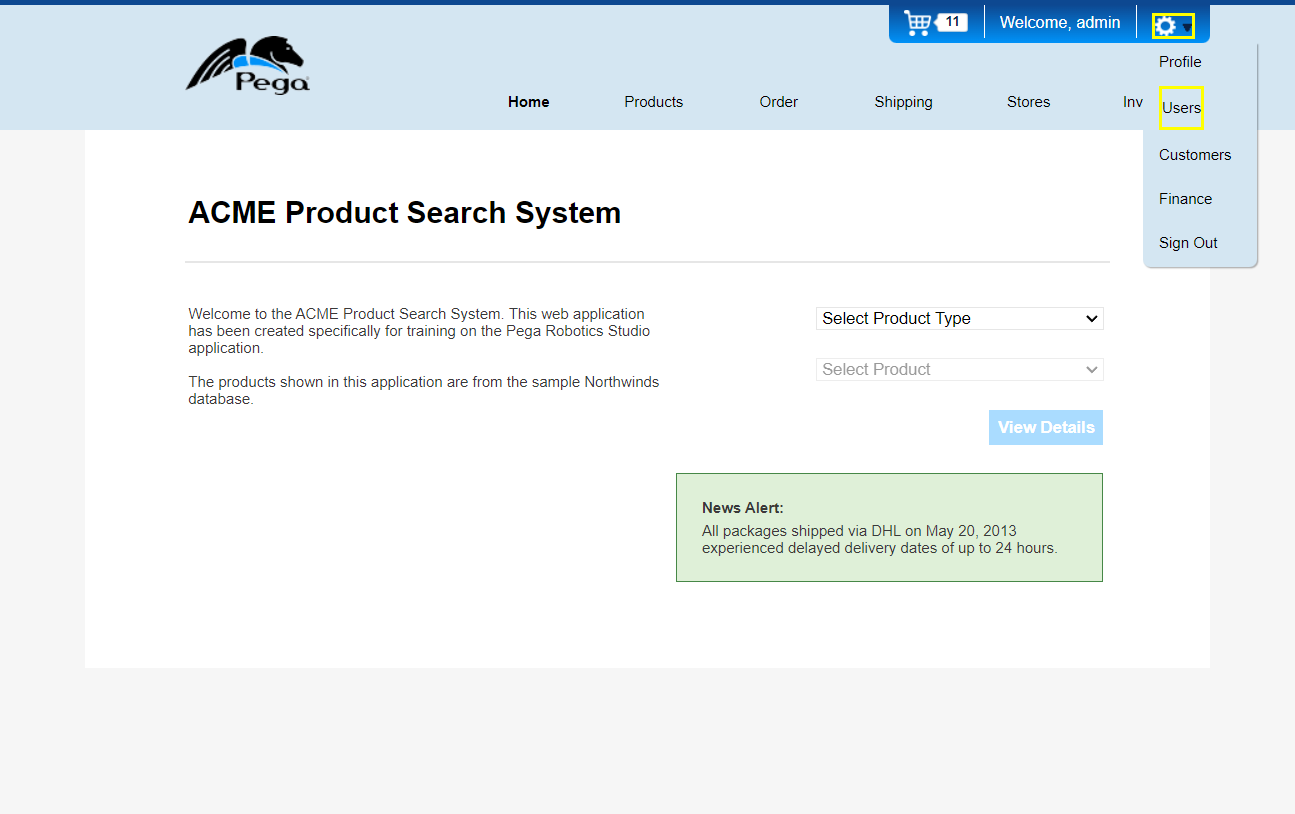 11
Welcome, admin
Pega
Home
Products
Order
Shipping
Stores
Inv
Profile
Users
Customers
Finance
Sign Out
ACME Product Search System
Welcome to the ACME Product Search System. This web application
has been created specifically for training on the Pega Robotics Studio
application.
The products shown in this application are from the sample Northwinds
database.
Select Product Type
Select Product
View Details
News Alert:
All packages shipped via DHL on May 20, 2013
experienced delayed delivery dates of up to 24 hours.